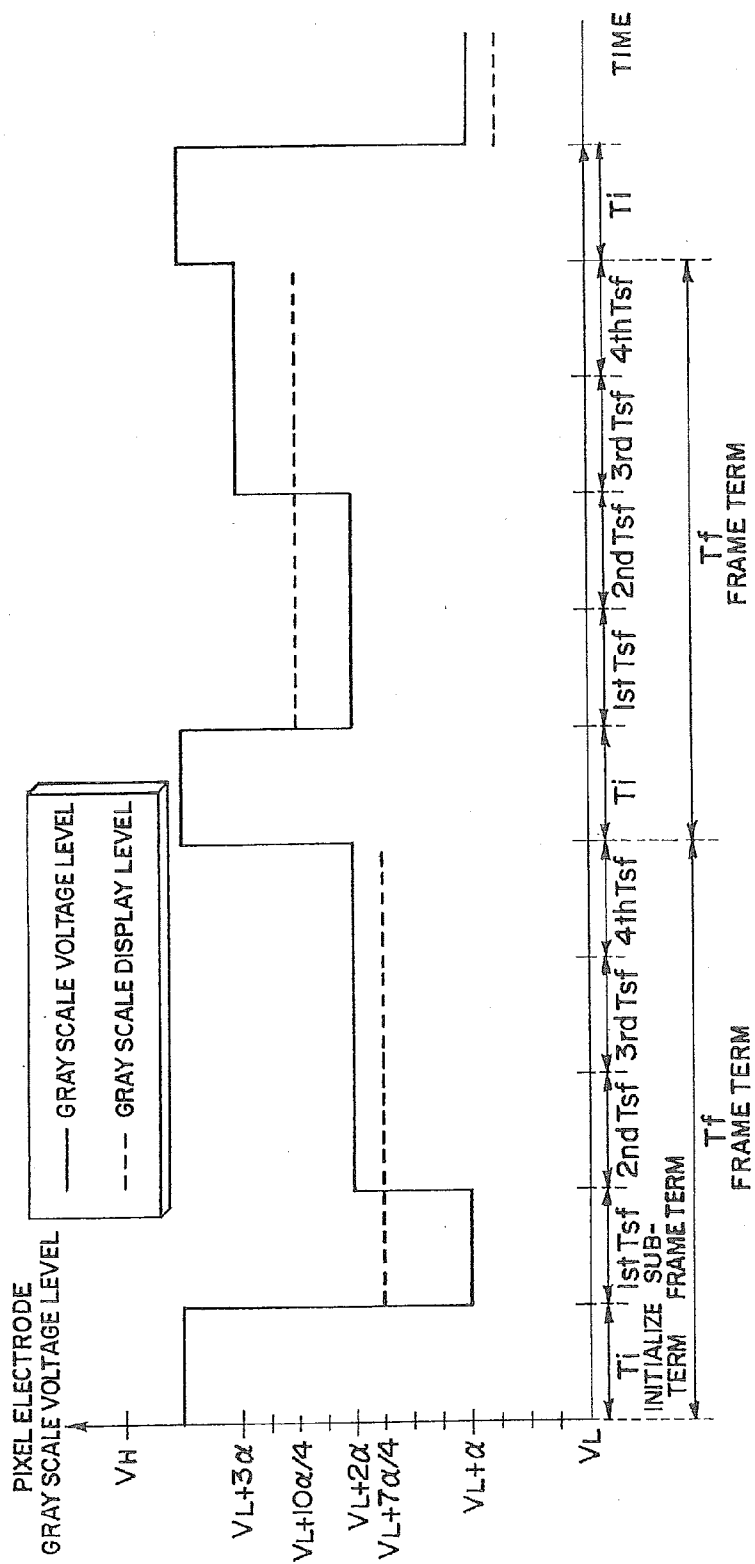 PIXEL ELECTRODE
GRAY SCALE VOLTAGE LEVEL
GRAY SCALE VOLTAGE LEVEL
GRAY SCALE DISPLAY LEVEL
VH
VL+3α
VL+10α/4
VL+2α
VL+7α/4
VL+α
VL
TIME
Ti
1st Tsf
2nd Tsf
3rd Tsf
4th Tsf
Ti
1st Tsf
2nd Tsf
3rd Tsf
4th Tsf
Ti
INITIALIZE TERM
SUB-FRAME TERM
Tf
FRAME TERM
Tf
FRAME TERM